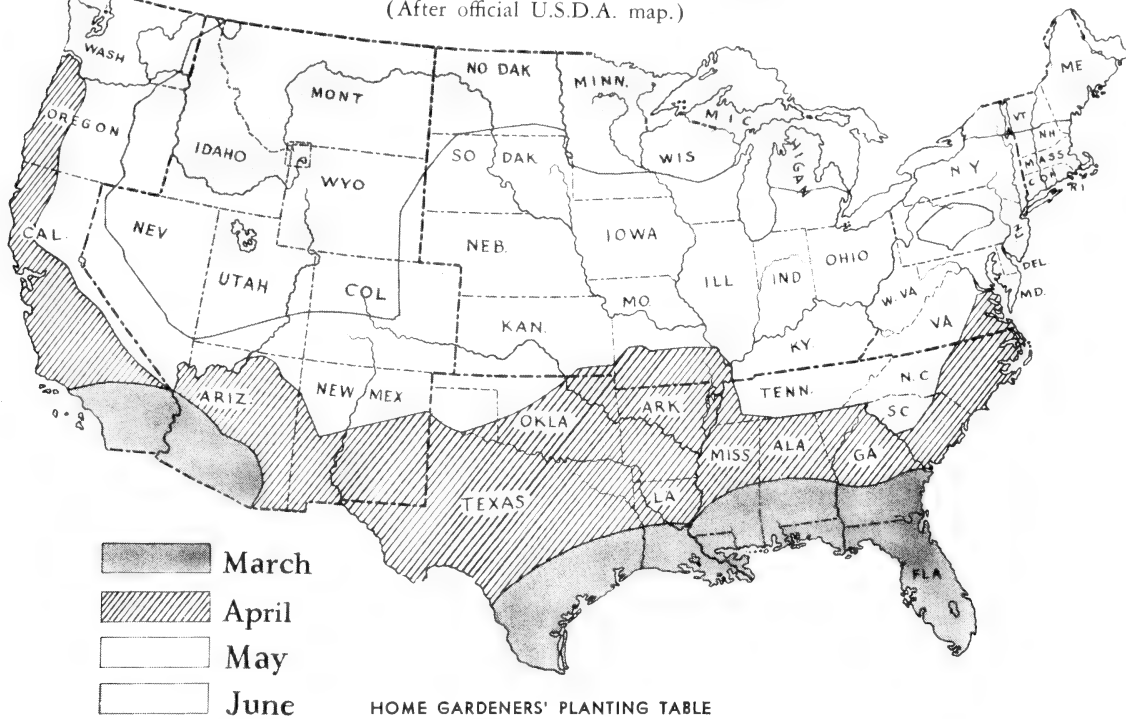 (After official U.S.D.A. map.)
WASH
MONT
NO DAK
MINN.
ME
OREGON
IDAHO
WYO
SO DAK
WIS
MIC
HIGAN
NY
VT
NH
MASS
CON
RI
CAL.
NEV
UTAH
COL
NEB.
IOWA
ILL
IND
OHIO
W.VA
VA
DEL
MD.
KAN.
MO
KY.
ARIZ.
NEW MEX
OKLA
ARK.
TENN.
N.C
SC
TEXAS
LA
MISS
ALA
GA
FLA
March
April
May
June
HOME GARDENERS' PLANTING TABLE